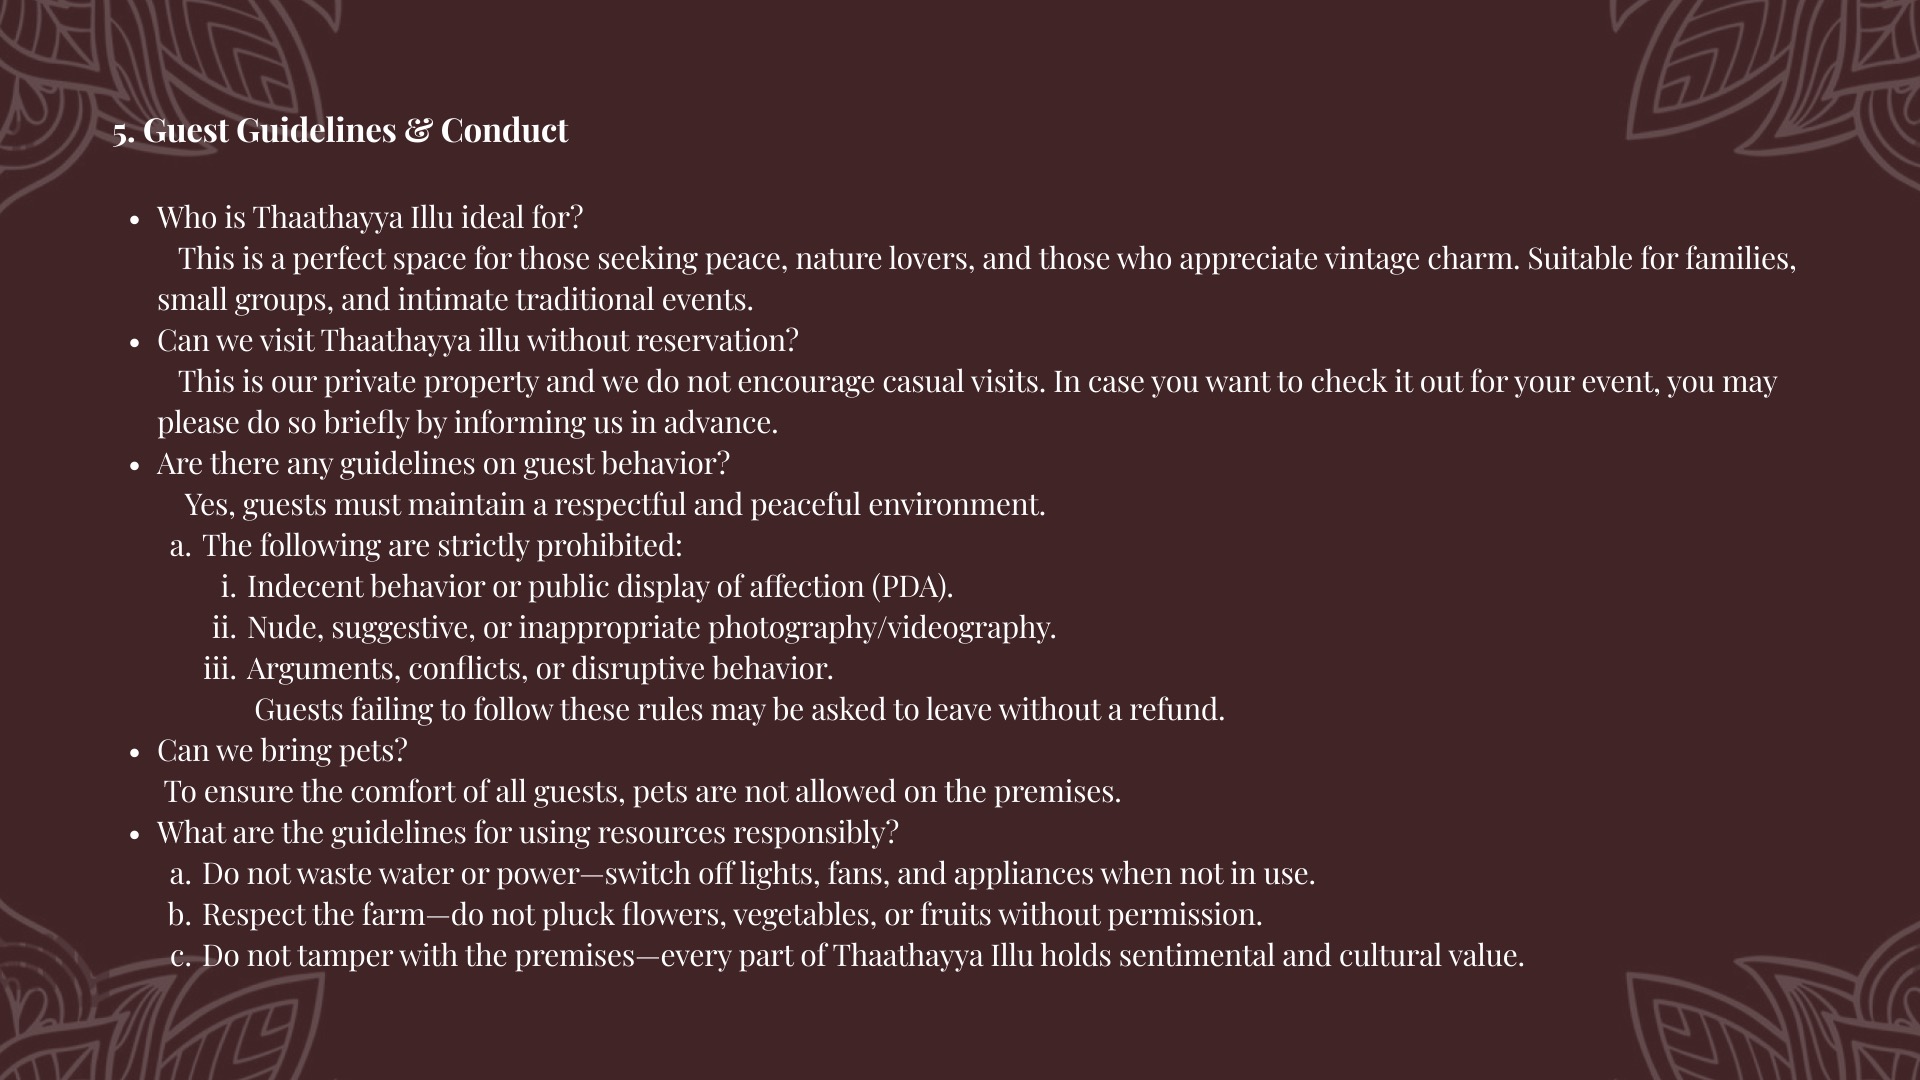 5. Guest Guidelines & Conduct
• Who is Thaathayya Illu ideal for?
This is a perfect space for those seeking peace, nature lovers, and those who appreciate vintage charm. Suitable for families,
small groups, and intimate traditional events.
• Can we visit Thaathayya illu without reservation?
This is our private property and we do not encourage casual visits. In case you want to check it out for your event, you may
please do so briefly by informing us in advance.
• Are there any guidelines on guest behavior?
Yes, guests must maintain a respectful and peaceful environment.
a. The following are strictly prohibited:
i. Indecent behavior or public display of affection (PDA).
ii. Nude, suggestive, or inappropriate photography/videography.
iii. Arguments, conflicts, or disruptive behavior.
Guests failing to follow these rules may be asked to leave without a refund.
• Can we bring pets?
To ensure the comfort of all guests, pets are not allowed on the premises.
• What are the guidelines for using resources responsibly?
a. Do not waste water or power—switch off lights, fans, and appliances when not in use.
b. Respect the farm—do not pluck flowers, vegetables, or fruits without permission.
c. Do not tamper with the premises—every part of Thaathayya Illu holds sentimental and cultural value.